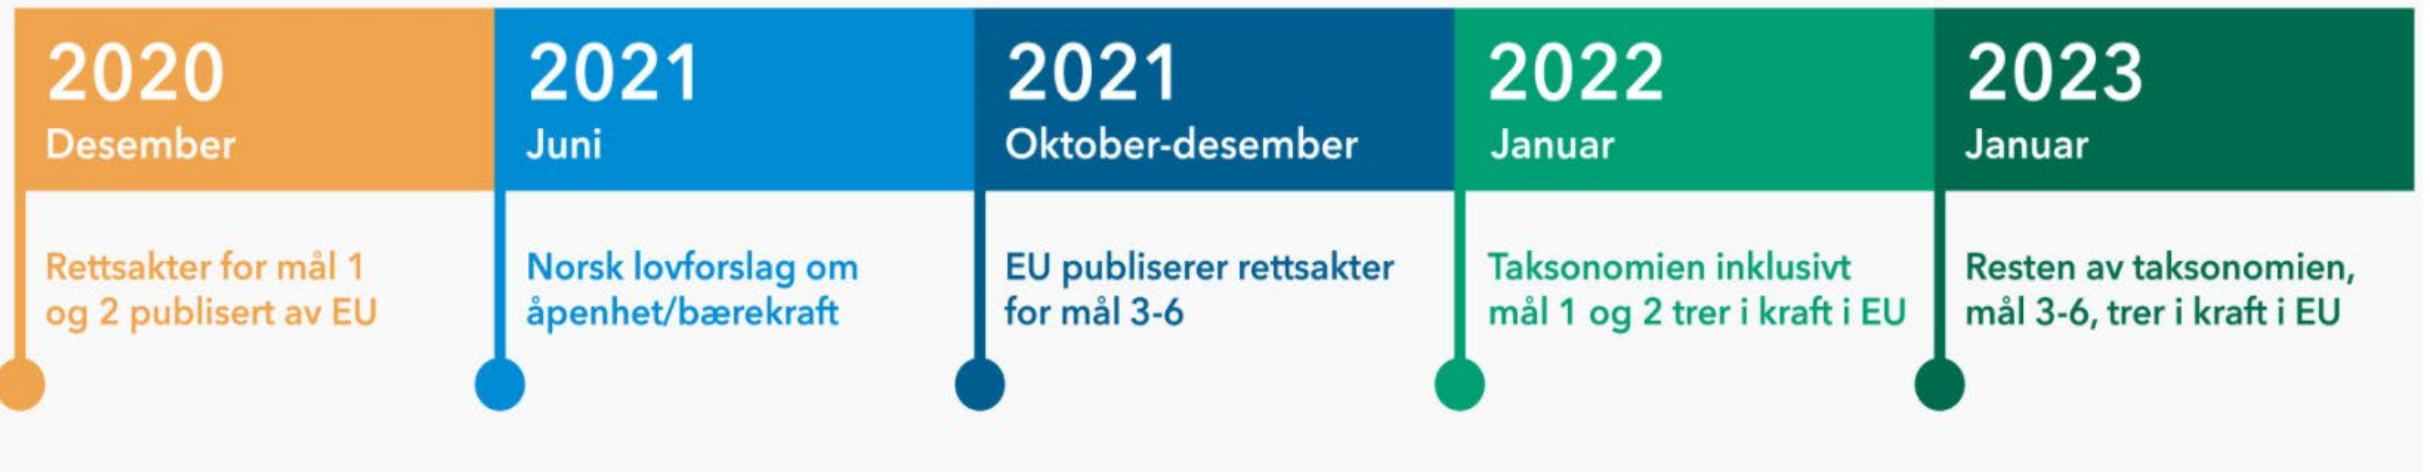 2020
Desember
Rettsakter for mål 1
og 2 publisert av EU
2021
Juni
Norsk lovforslag om
åpenhet/bærekraft
2021
Oktober-desember
EU publiserer rettsakter
for mål 3-6
2022
Januar
Taksonomien inklusivt
mål 1 og 2 trer i kraft i EU
2023
Januar
Resten av taksonomien,
mål 3-6, trer i kraft i EU